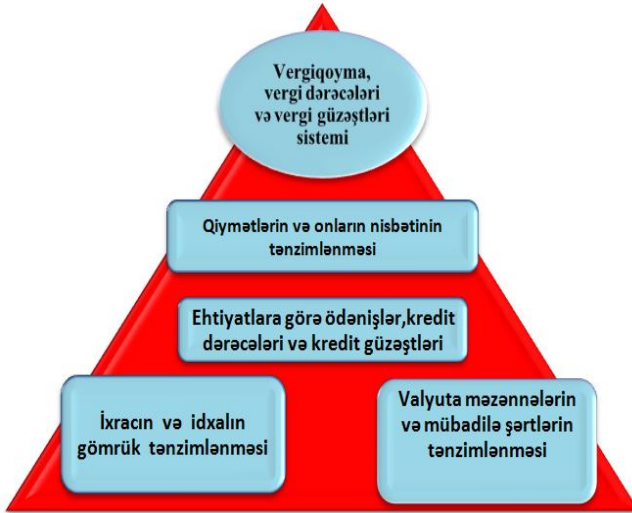 Vergiqoyma,
vergi dərəcələri
və vergi güzəştləri
sistemi
Qiymətlərin və onların nisbətinin
tənzimlənməsi
Ehtiyatlara görə ödənişlər,kredit
dərəcələri və kredit güzəştləri
İxracın və idxalın
gömrük tənzimlənməsi
Valyuta məzənnələrin
və mübadilə şərtlərin
tənzimlənməsi